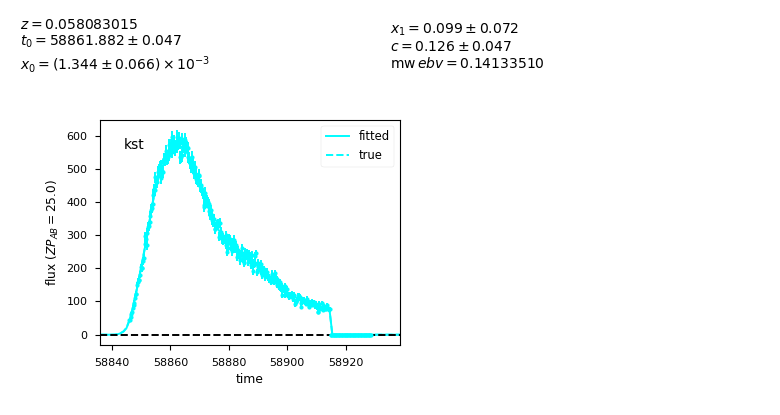 z = 0.058083015
t₀ = 58861.882 ± 0.047
x₀ = (1.344 ± 0.066) × 10⁻³
x₁ = 0.099 ± 0.072
c = 0.126 ± 0.047
mw ebv = 0.14133510
kst
fitted
true
600
500
400
300
200
100
0
flux (ZP_AB = 25.0)
58840 58860 58880 58900 58920
time